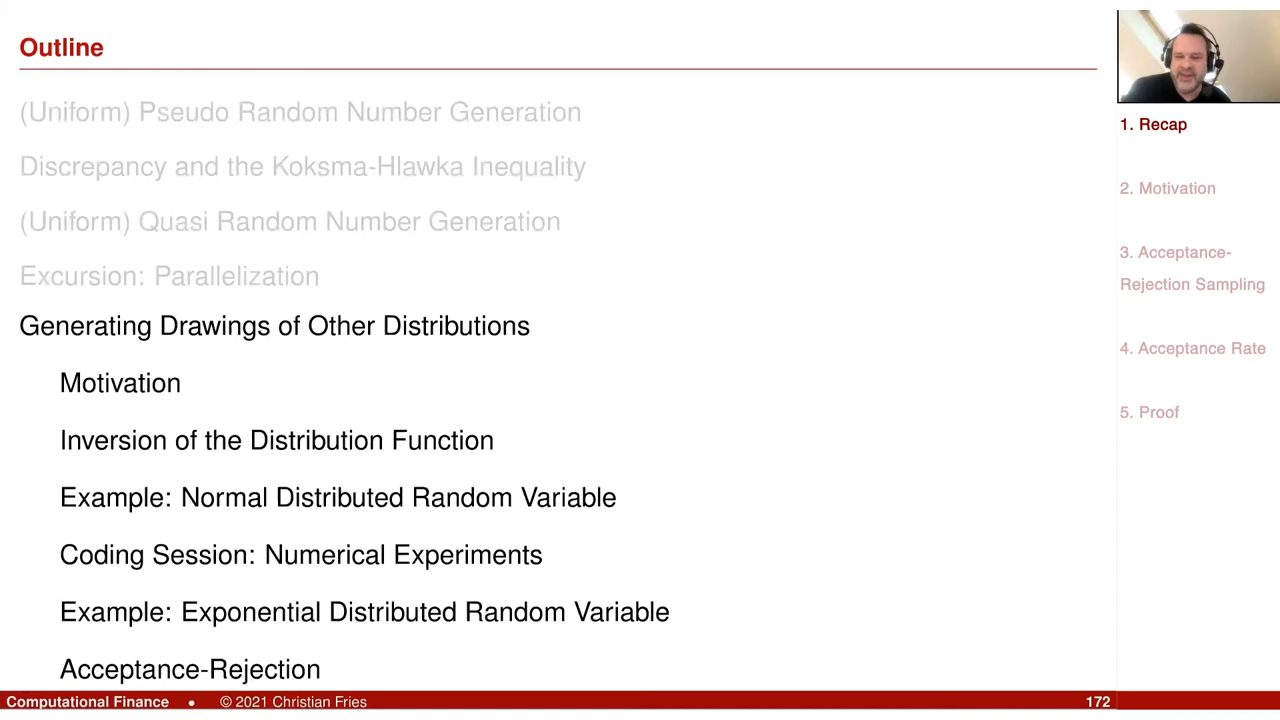 Outline
(Uniform) Pseudo Random Number Generation
Discrepancy and the Koksma-Hlawka Inequality
(Uniform) Quasi Random Number Generation
Excursion: Parallelization
Generating Drawings of Other Distributions
Motivation
Inversion of the Distribution Function
Example: Normal Distributed Random Variable
Coding Session: Numerical Experiments
Example: Exponential Distributed Random Variable
Acceptance-Rejection
Computational Finance • © 2021 Christian Fries 172
1. Recap
2. Motivation
3. Acceptance-
Rejection Sampling
4. Acceptance Rate
5. Proof